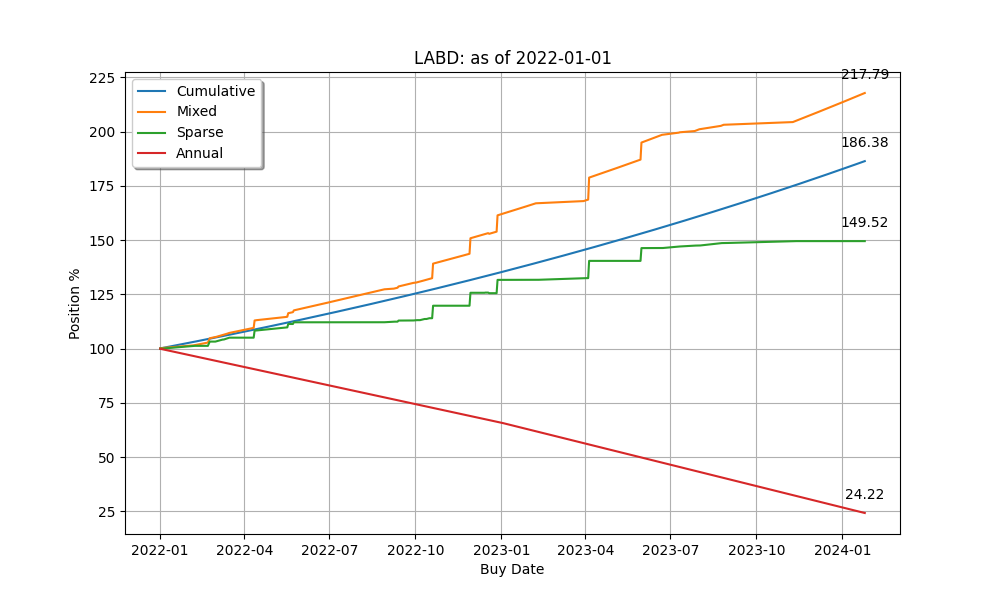 LABD: as of 2022-01-01
217.79
225
Cumulative
Mixed
Sparse
Annual
200
186.38
175
149.52
150
125
100
75
50
25
24.22
Position %
2022-01 2022-04 2022-07 2022-10 2023-01 2023-04 2023-07 2023-10 2024-01
Buy Date